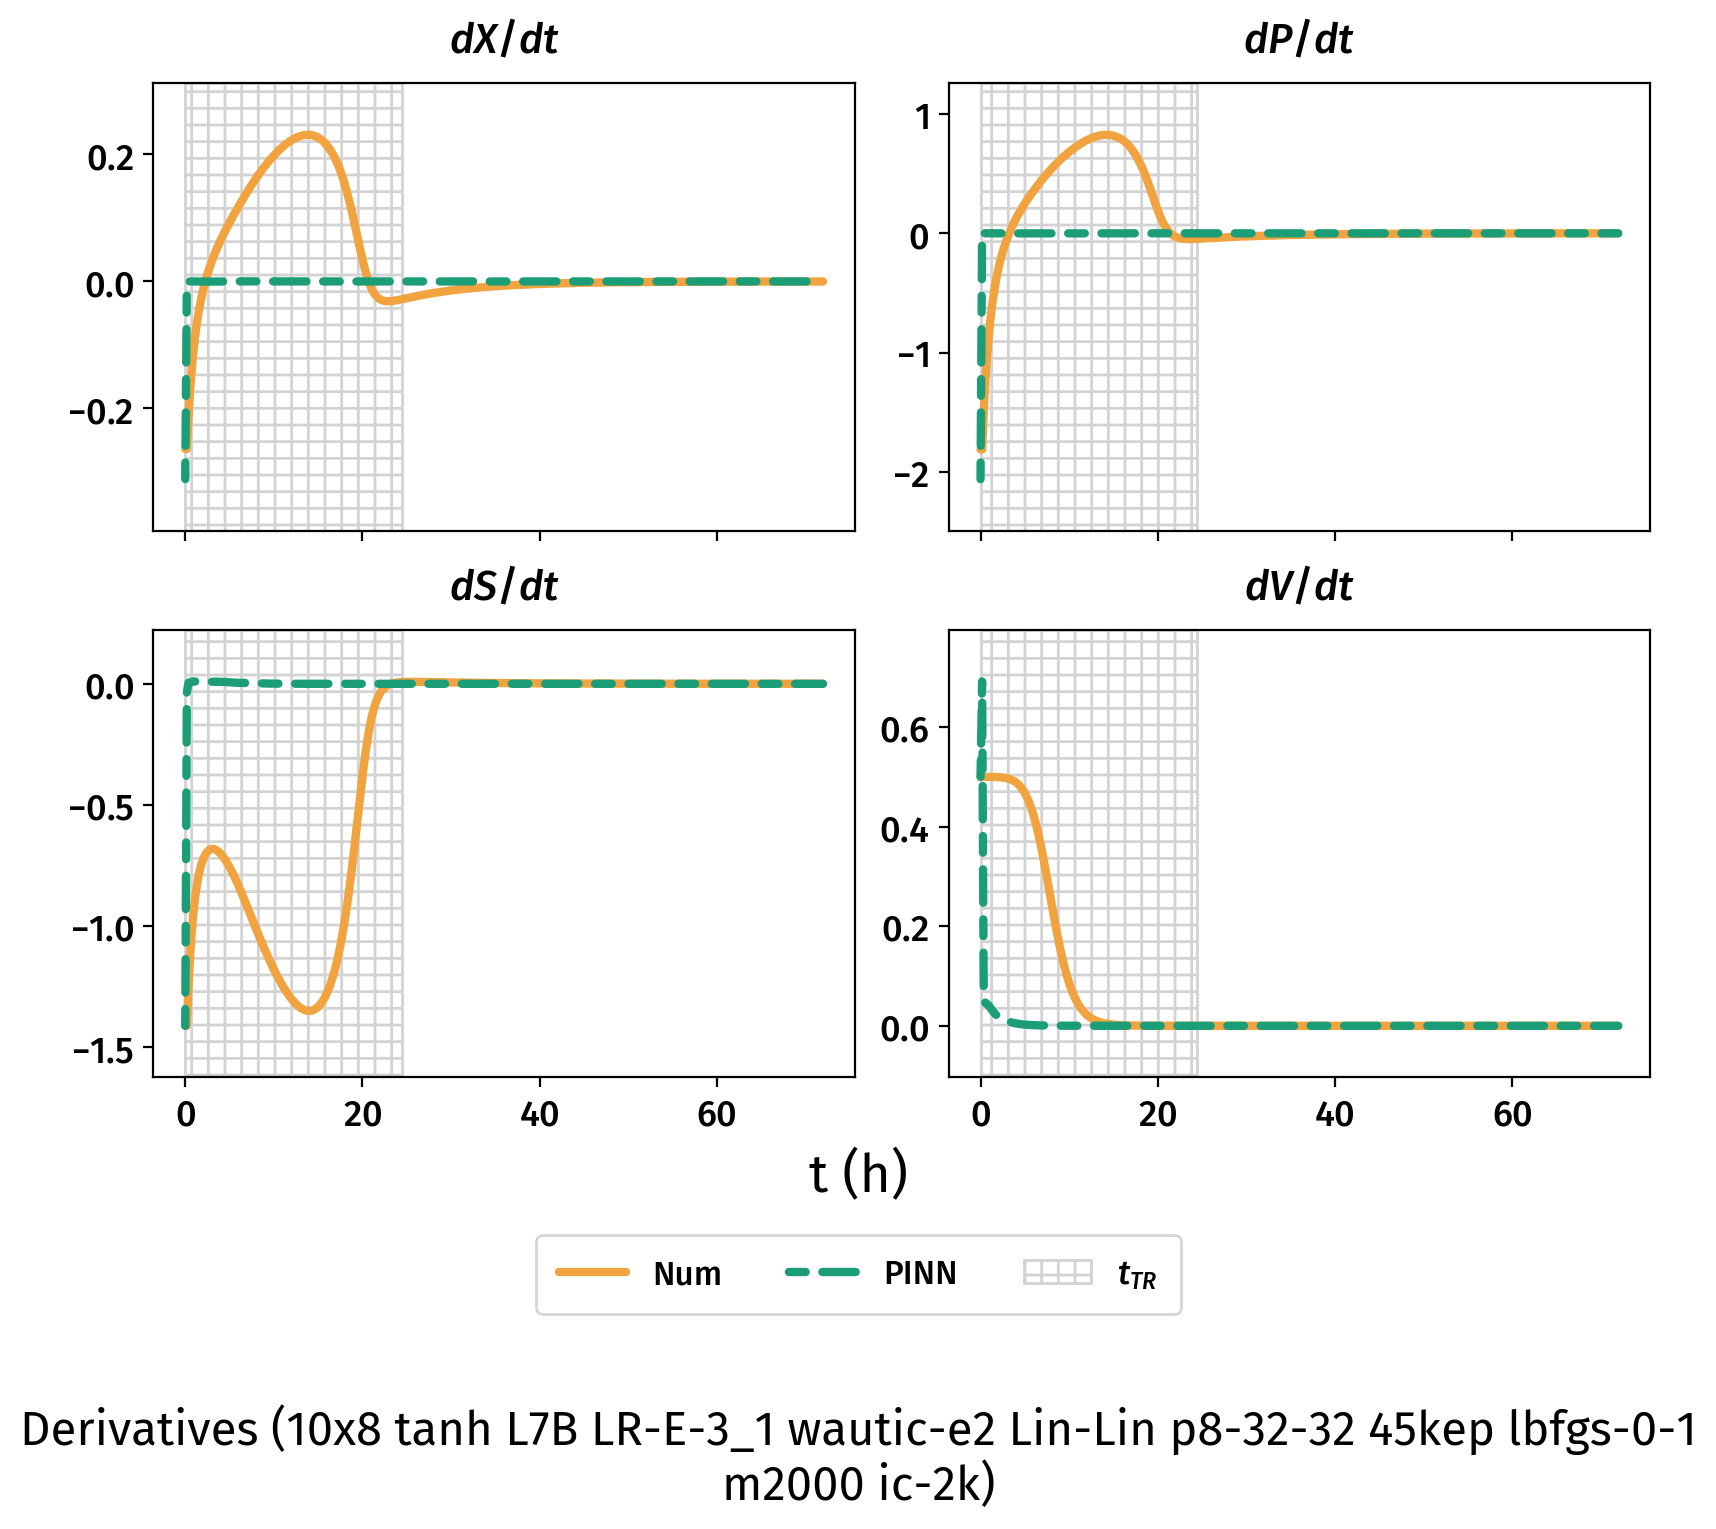 dX/dt
dP/dt
0.2
0.0
−0.2
1
0
−1
−2
dS/dt
dV/dt
0.0
−0.5
−1.0
−1.5
0.6
0.4
0.2
0.0
0 20 40 60
0 20 40 60
t (h)
Num PINN tTR
Derivatives (10x8 tanh L7B LR-E-3_1 wautic-e2 Lin-Lin p8-32-32 45kep lbfgs-0-1
m2000 ic-2k)